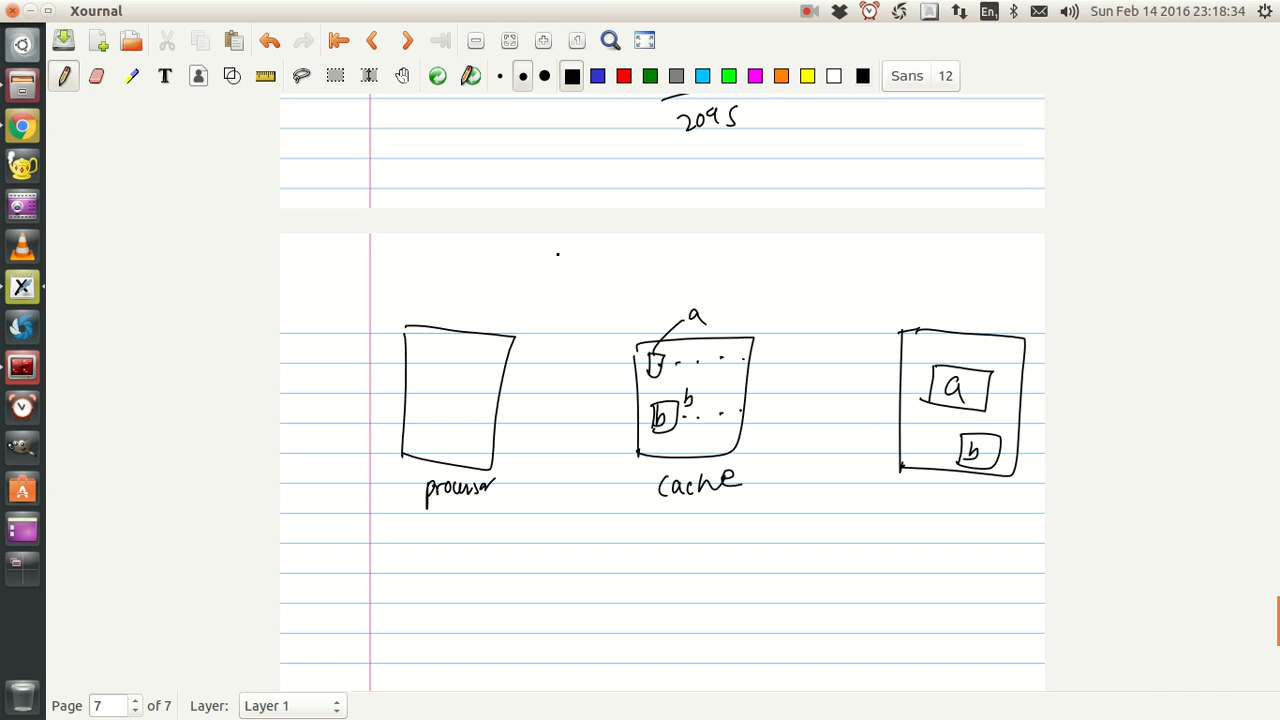 Xournal
En1
Sun Feb 14 2016 23:18:34
T
Sans 12
2095
a
b
b
a
b
processor
cache
Page 7 of 7 Layer: Layer 1